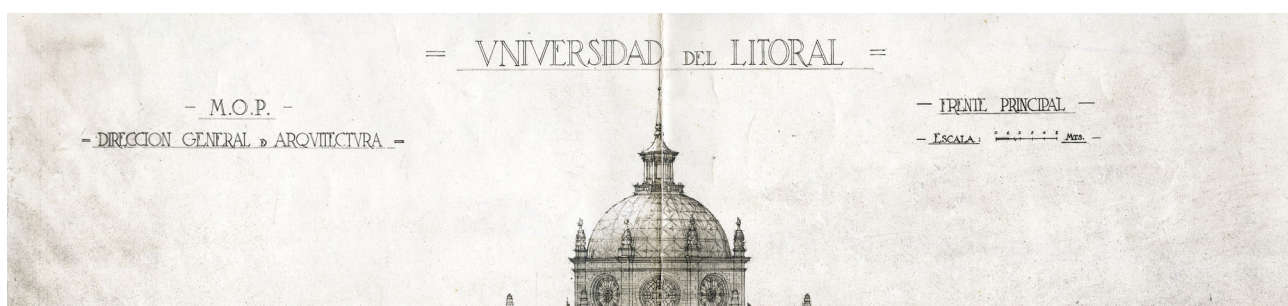 = VNIVERSIDAD DEL LITORAL =
- M.O.P. -
- DIRECCION GENERAL D ARQVITECTVRA -
- FRENTE PRINCIPAL -
- ESCALA: MTS. -